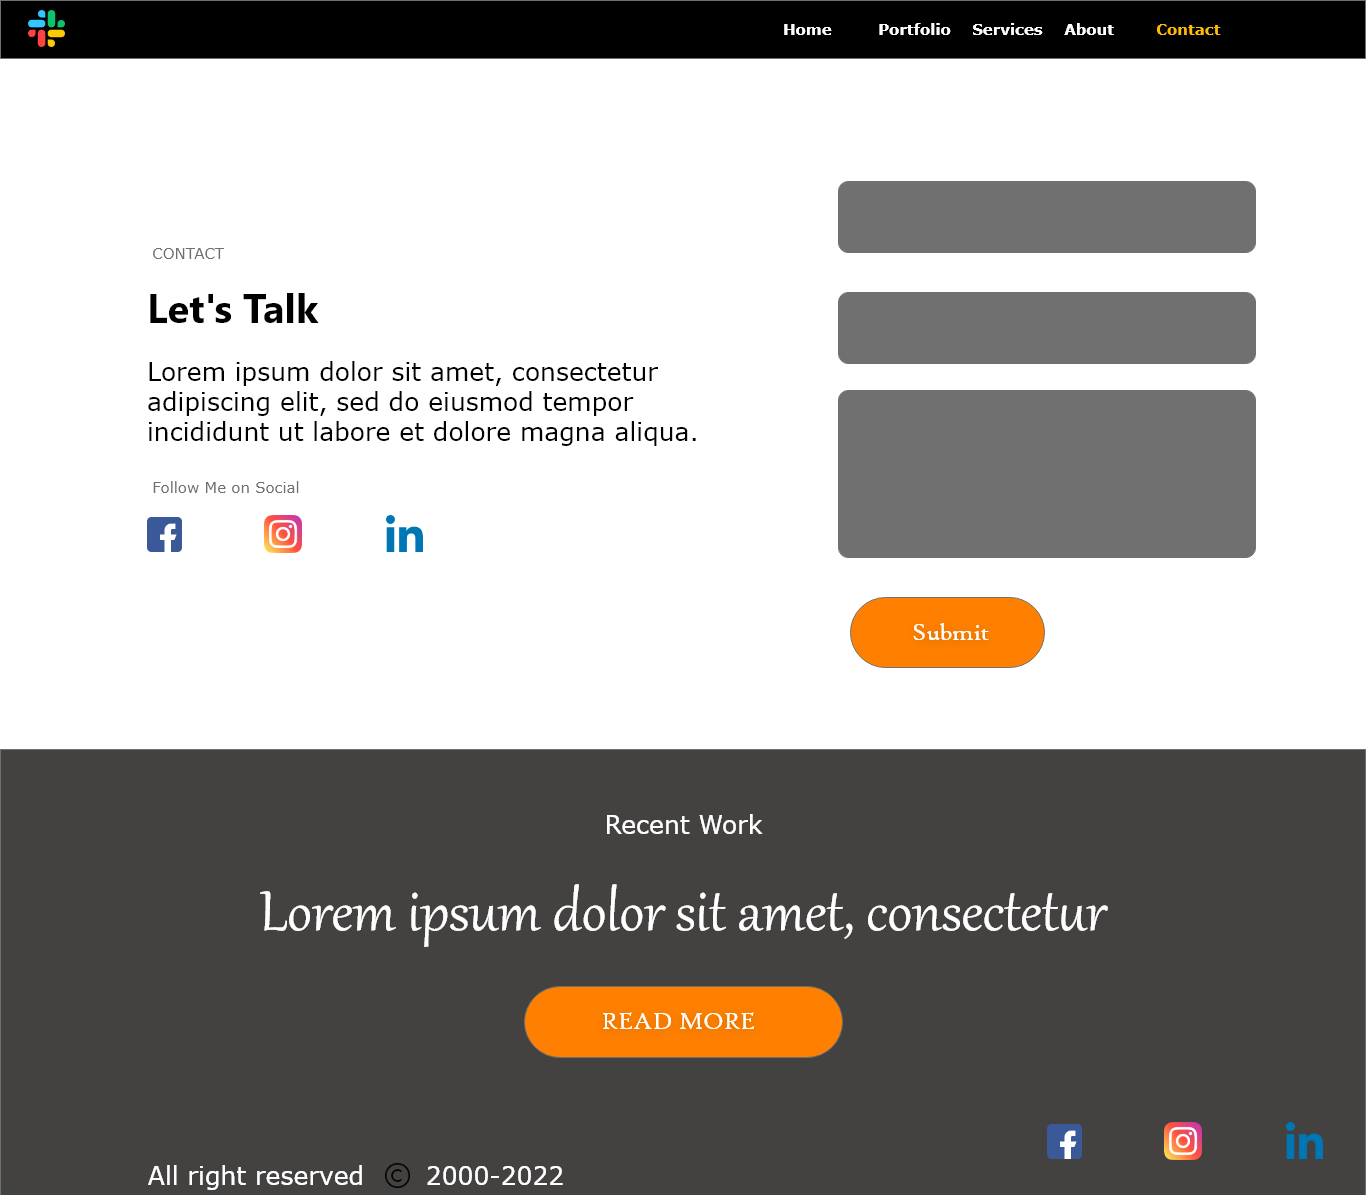 Home Portfolio Services About Contact
CONTACT
Let's Talk
Lorem ipsum dolor sit amet, consectetur
adipiscing elit, sed do eiusmod tempor
incididunt ut labore et dolore magna aliqua.
Follow Me on Social
Submit
Recent Work
Lorem ipsum dolor sit amet, consectetur
READ MORE
All right reserved © 2000-2022